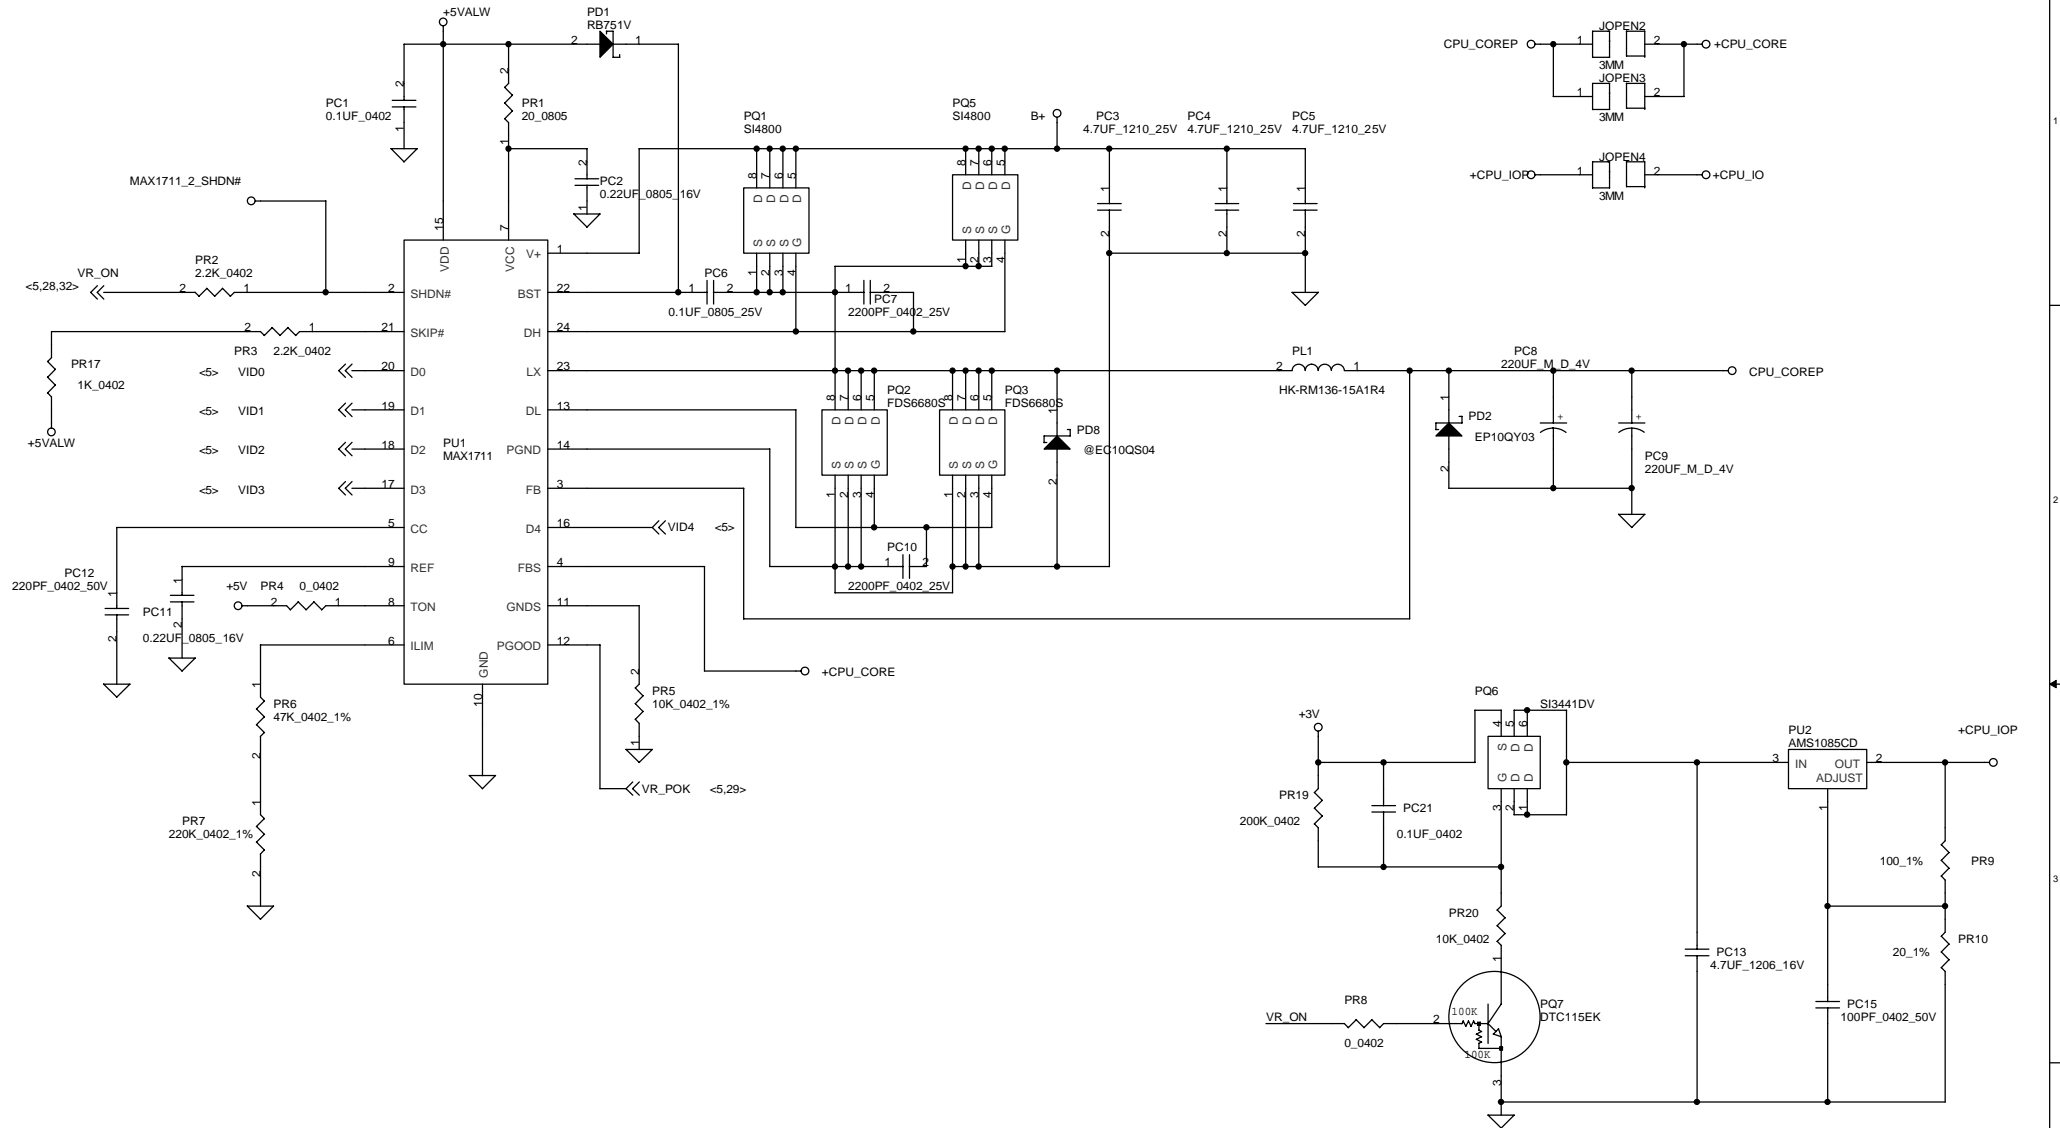 +5VALW
PD1
RB751V
2 1
PC1
0.1UF_0402
2
1
2
PR1
20_0805
1
2
PC2
0.22UF_0805_16V
1
MAX1711_2_SHDN#
VR_ON
<5,28,32>
PR2
2.2K_0402
2 1
PR3 2.2K_0402
2 1
PR17
1K_0402
+5VALW
<5> VID0
<5> VID1
<5> VID2
<5> VID3
PC12
220PF_0402_50V
1
2
PC11
0.22UF_0805_16V
1
2
+5V PR4 0_0402
2 1
PR6
47K_0402_1%
1
2
PR7
220K_0402_1%
1
2
PU1
MAX1711
15 VDD
7 VCC
2 SHDN#
21 SKIP#
20 D0
19 D1
18 D2
17 D3
5 CC
9 REF
8 TON
6 ILIM
10 GND
V+ 1
BST 22
DH 24
LX 23
DL 13
PGND 14
FB 3
D4 16
FBS 4
GNDS 11
PGOOD 12
VID4 <5>
+CPU_CORE
PR5
10K_0402_1%
2
1
VR_POK <5,29>
PC6
1 2
0.1UF_0805_25V
PQ1
SI4800
8 7 6 5
D D D D
S S S G
1 2 3 4
PQ5
SI4800
8 7 6 5
D D D D
S S S G
1 2 3 4
1 2
PC7
2200PF_0402_25V
B+
PC3
4.7UF_1210_25V
1
2
PC4
4.7UF_1210_25V
1
2
PC5
4.7UF_1210_25V
1
2
PQ2
FDS6680S
8 7 6 5
D D D D
S S S G
1 2 3 4
PQ3
FDS6680S
8 7 6 5
D D D D
S S S G
1 2 3 4
PC10
1 2
2200PF_0402_25V
1
PD8
@EC10QS04
2
PL1
2 1
HK-RM136-15A1R4
1
PD2
EP10QY03
2
PC8
220UF_M_D_4V
+
+
PC9
220UF_M_D_4V
CPU_COREP
JOPEN2
CPU_COREP 1 2 +CPU_CORE
3MM
JOPEN3
1 2
3MM
JOPEN4
+CPU_IOP 1 2 +CPU_IO
3MM
+3V
PR19
200K_0402
PC21
0.1UF_0402
PQ6
SI3441DV
4 5 6
S D D
G D D
3 2 1
PR20
10K_0402
1
VR_ON
PR8
0_0402
2
100K
100K
PQ7
DTC115EK
3
PC13
4.7UF_1206_16V
PU2
AMS1085CD
3 IN OUT 2
ADJUST
1
+CPU_IOP
100_1% PR9
20_1% PR10
PC15
100PF_0402_50V
1
2
3